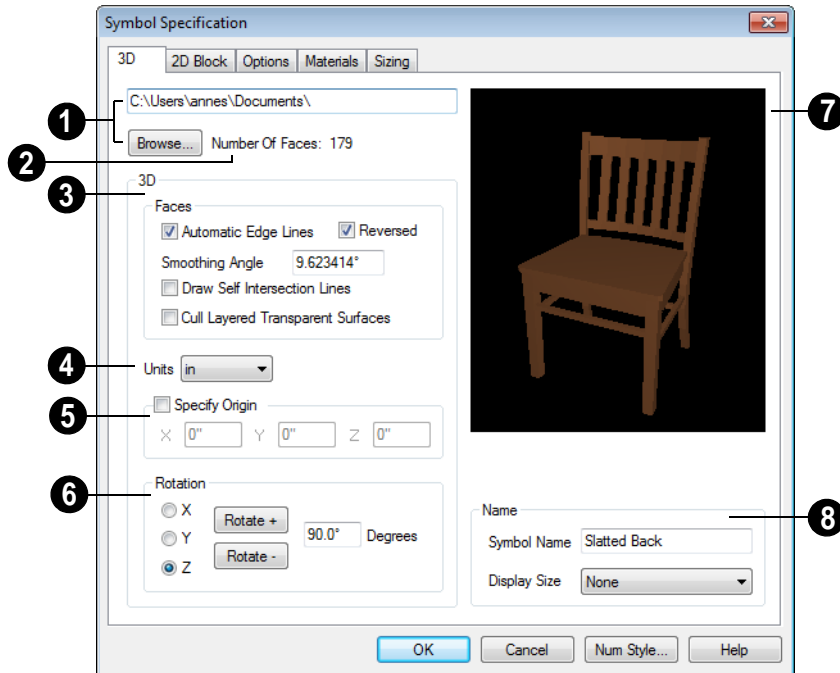 Symbol Specification
3D 2D Block Options Materials Sizing
C:\Users\annes\Documents\
1
Browse... Number Of Faces: 179
2
7
3D
3
Faces
Automatic Edge Lines Reversed
Smoothing Angle 9.623414°
Draw Self Intersection Lines
Cull Layered Transparent Surfaces
4
Units in
5
Specify Origin
X 0" Y 0" Z 0"
6
Rotation
X
Y
Z
Rotate +
Rotate -
90.0° Degrees
Name
8
Symbol Name Slatted Back
Display Size None
OK Cancel Num Style... Help